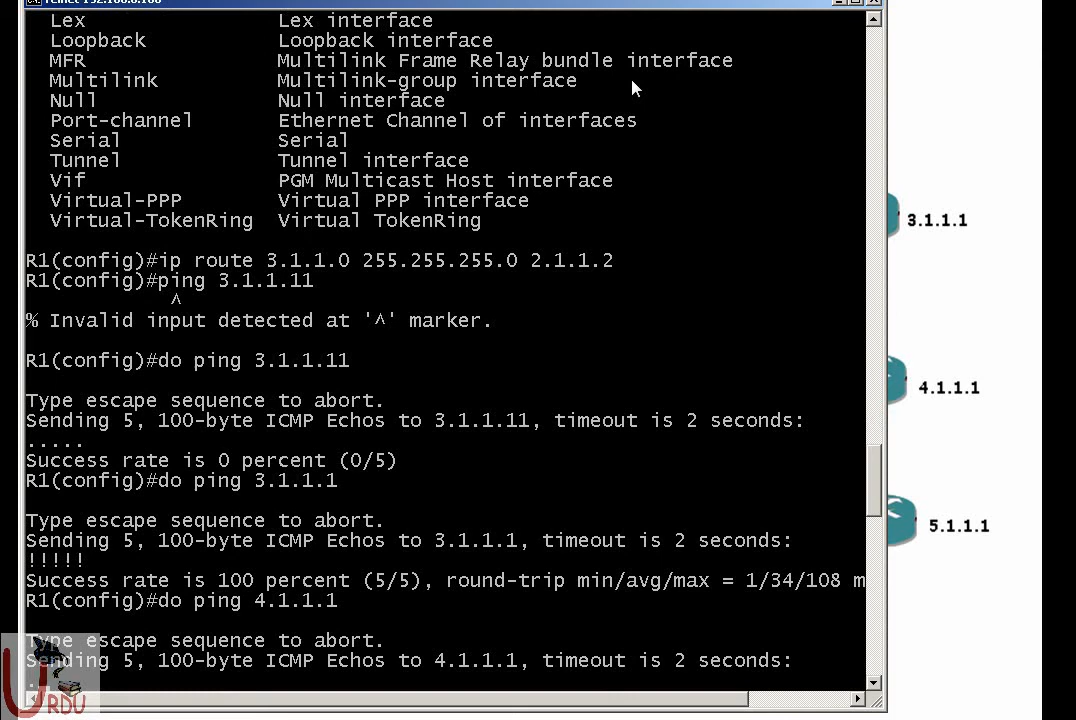 Telnet 192.168.0.100
Lex Lex interface
Loopback Loopback interface
MFR Multilink Frame Relay bundle interface
Multilink Multilink-group interface
Null Null interface
Port-channel Ethernet Channel of interfaces
Serial Serial
Tunnel Tunnel interface
Vif PGM Multicast Host interface
Virtual-PPP Virtual PPP interface
Virtual-TokenRing Virtual TokenRing
R1(config)#ip route 3.1.1.0 255.255.255.0 2.1.1.2
R1(config)#ping 3.1.1.11
^
% Invalid input detected at '^' marker.
R1(config)#do ping 3.1.1.11
Type escape sequence to abort.
Sending 5, 100-byte ICMP Echos to 3.1.1.11, timeout is 2 seconds:
.....
Success rate is 0 percent (0/5)
R1(config)#do ping 3.1.1.1
Type escape sequence to abort.
Sending 5, 100-byte ICMP Echos to 3.1.1.1, timeout is 2 seconds:
!!!!!
Success rate is 100 percent (5/5), round-trip min/avg/max = 1/34/108 m
R1(config)#do ping 4.1.1.1
Type escape sequence to abort.
Sending 5, 100-byte ICMP Echos to 4.1.1.1, timeout is 2 seconds:
.
3.1.1.1
4.1.1.1
5.1.1.1
URDU